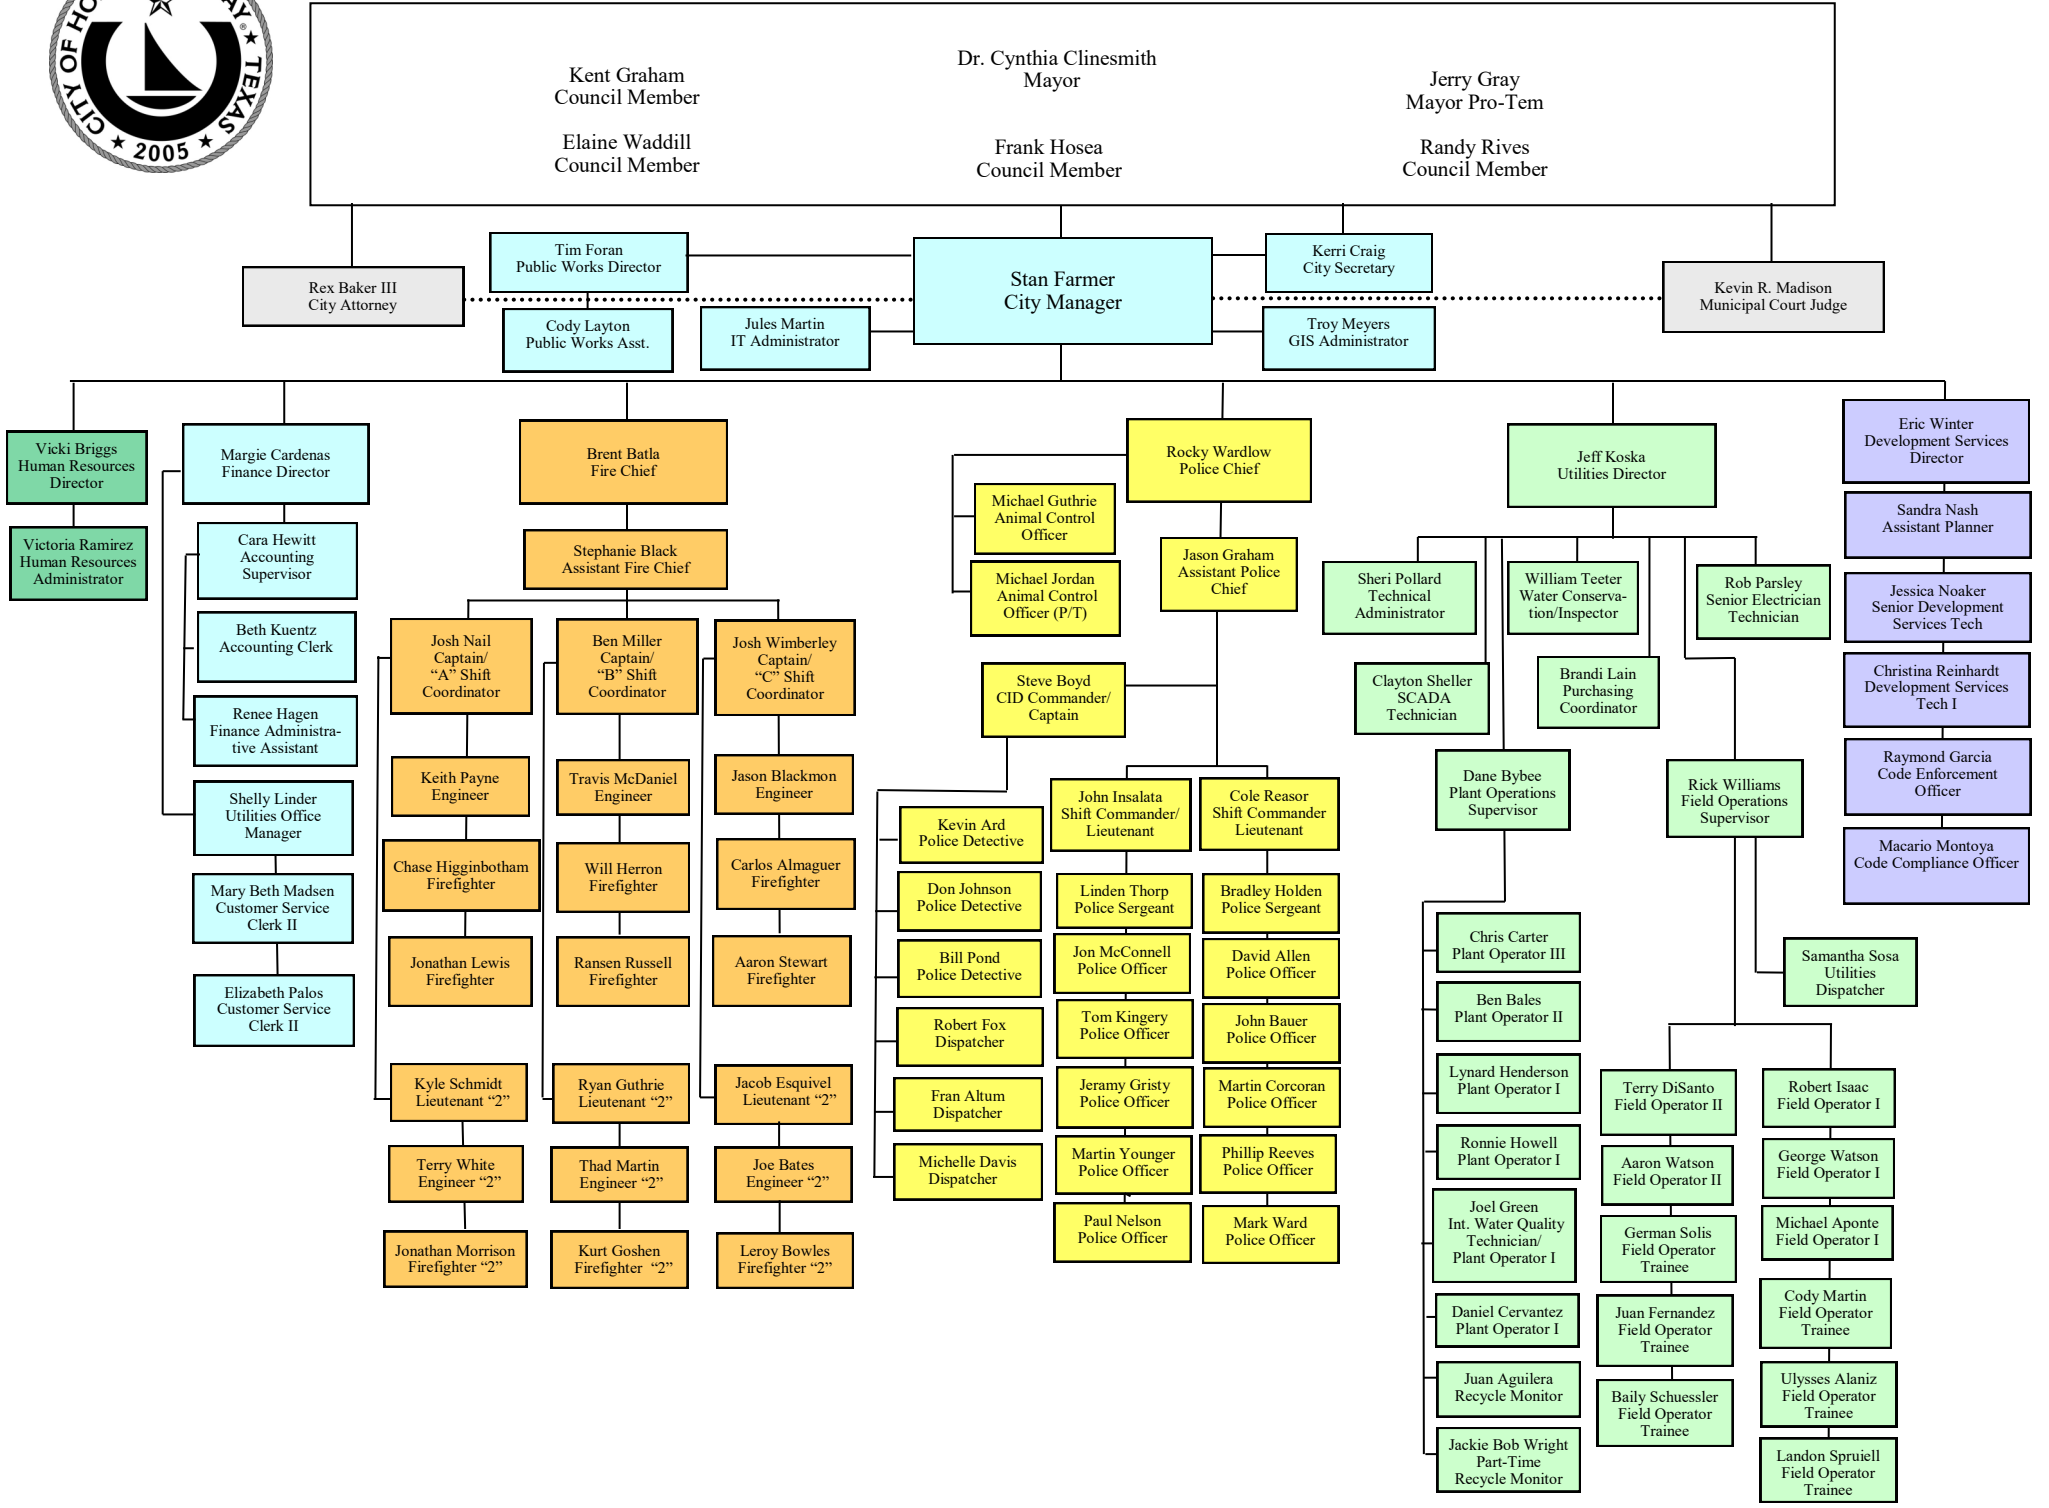 CITY OF HO
AY
®
TEXAS
2005
Dr. Cynthia Clinesmith
Mayor
Kent Graham
Council Member
Jerry Gray
Mayor Pro-Tem
Elaine Waddill
Council Member
Frank Hosea
Council Member
Randy Rives
Council Member
Tim Foran
Public Works Director
Kerri Craig
City Secretary
Stan Farmer
City Manager
Rex Baker III
City Attorney
Kevin R. Madison
Municipal Court Judge
Cody Layton
Public Works Asst.
Jules Martin
IT Administrator
Troy Meyers
GIS Administrator
Vicki Briggs
Human Resources
Director
Victoria Ramirez
Human Resources
Administrator
Margie Cardenas
Finance Director
Cara Hewitt
Accounting
Supervisor
Beth Kuentz
Accounting Clerk
Renee Hagen
Finance Administra-
tive Assistant
Shelly Linder
Utilities Office
Manager
Mary Beth Madsen
Customer Service
Clerk II
Elizabeth Palos
Customer Service
Clerk II
Brent Batla
Fire Chief
Stephanie Black
Assistant Fire Chief
Josh Nail
Captain/
“A” Shift
Coordinator
Keith Payne
Engineer
Chase Higginbotham
Firefighter
Jonathan Lewis
Firefighter
Kyle Schmidt
Lieutenant “2”
Terry White
Engineer “2”
Jonathan Morrison
Firefighter “2”
Ben Miller
Captain/
“B” Shift
Coordinator
Travis McDaniel
Engineer
Will Herron
Firefighter
Ransen Russell
Firefighter
Ryan Guthrie
Lieutenant “2”
Thad Martin
Engineer “2”
Kurt Goshen
Firefighter “2”
Josh Wimberley
Captain/
“C” Shift
Coordinator
Jason Blackmon
Engineer
Carlos Almaguer
Firefighter
Aaron Stewart
Firefighter
Jacob Esquivel
Lieutenant “2”
Joe Bates
Engineer “2”
Leroy Bowles
Firefighter “2”
Rocky Wardlow
Police Chief
Michael Guthrie
Animal Control
Officer
Michael Jordan
Animal Control
Officer (P/T)
Jason Graham
Assistant Police
Chief
Steve Boyd
CID Commander/
Captain
Kevin Ard
Police Detective
Don Johnson
Police Detective
Bill Pond
Police Detective
Robert Fox
Dispatcher
Fran Altum
Dispatcher
Michelle Davis
Dispatcher
John Insalata
Shift Commander/
Lieutenant
Linden Thorp
Police Sergeant
Jon McConnell
Police Officer
Tom Kingery
Police Officer
Jeramy Gristy
Police Officer
Martin Younger
Police Officer
Paul Nelson
Police Officer
Cole Reasor
Shift Commander
Lieutenant
Bradley Holden
Police Sergeant
David Allen
Police Officer
John Bauer
Police Officer
Martin Corcoran
Police Officer
Phillip Reeves
Police Officer
Mark Ward
Police Officer
Jeff Koska
Utilities Director
Sheri Pollard
Technical
Administrator
William Teeter
Water Conserva-
tion/Inspector
Rob Parsley
Senior Electrician
Technician
Clayton Sheller
SCADA
Technician
Brandi Lain
Purchasing
Coordinator
Dane Bybee
Plant Operations
Supervisor
Rick Williams
Field Operations
Supervisor
Chris Carter
Plant Operator III
Ben Bales
Plant Operator II
Lynard Henderson
Plant Operator I
Ronnie Howell
Plant Operator I
Joel Green
Int. Water Quality
Technician/
Plant Operator I
Daniel Cervantez
Plant Operator I
Juan Aguilera
Recycle Monitor
Jackie Bob Wright
Part-Time
Recycle Monitor
Samantha Sosa
Utilities
Dispatcher
Terry DiSanto
Field Operator II
Aaron Watson
Field Operator II
German Solis
Field Operator
Trainee
Juan Fernandez
Field Operator
Trainee
Baily Schuessler
Field Operator
Trainee
Robert Isaac
Field Operator I
George Watson
Field Operator I
Michael Aponte
Field Operator I
Cody Martin
Field Operator
Trainee
Ulysses Alaniz
Field Operator
Trainee
Landon Spruiell
Field Operator
Trainee
Eric Winter
Development Services
Director
Sandra Nash
Assistant Planner
Jessica Noaker
Senior Development
Services Tech
Christina Reinhardt
Development Services
Tech I
Raymond Garcia
Code Enforcement
Officer
Macario Montoya
Code Compliance Officer